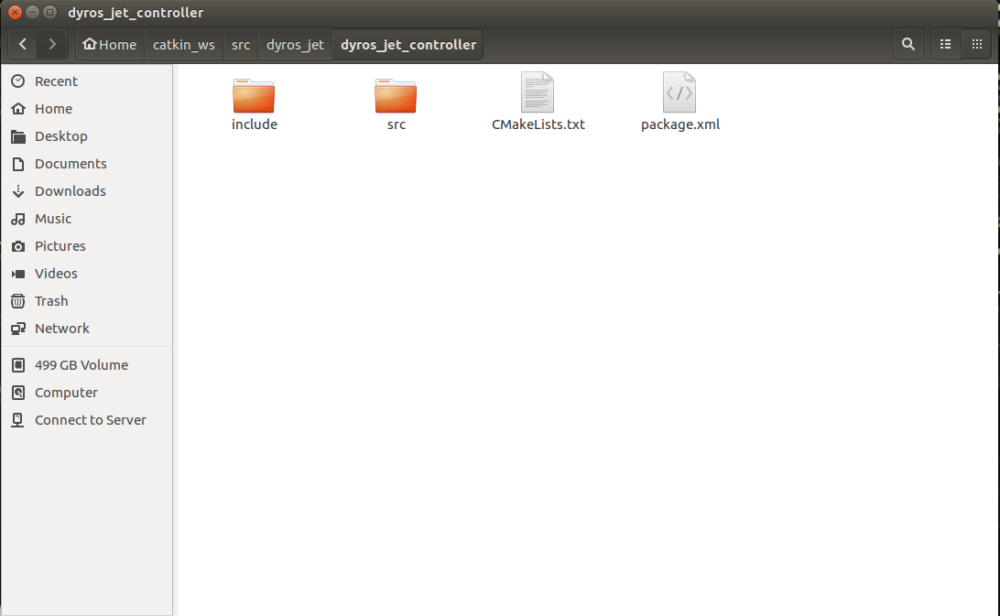 dyros_jet_controller
Home catkin_ws src dyros_jet dyros_jet_controller
Recent
Home
Desktop
Documents
Downloads
Music
Pictures
Videos
Trash
Network
499 GB Volume
Computer
Connect to Server
include src CMakeLists.txt package.xml